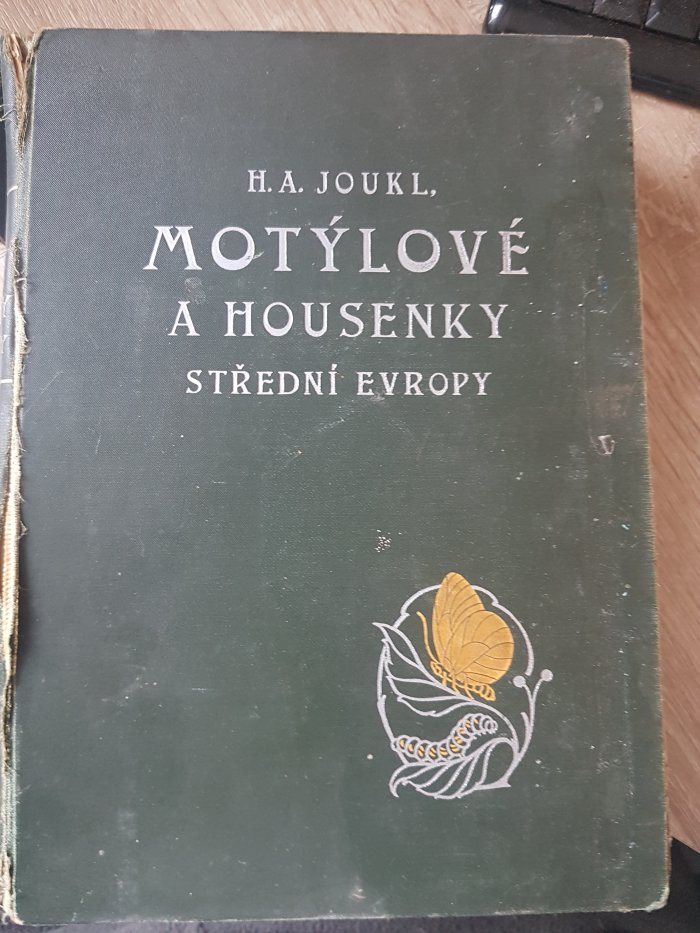 H. A. JOUKL,
MOTÝLOVÉ
A HOUSENKY
STŘEDNÍ EVROPY